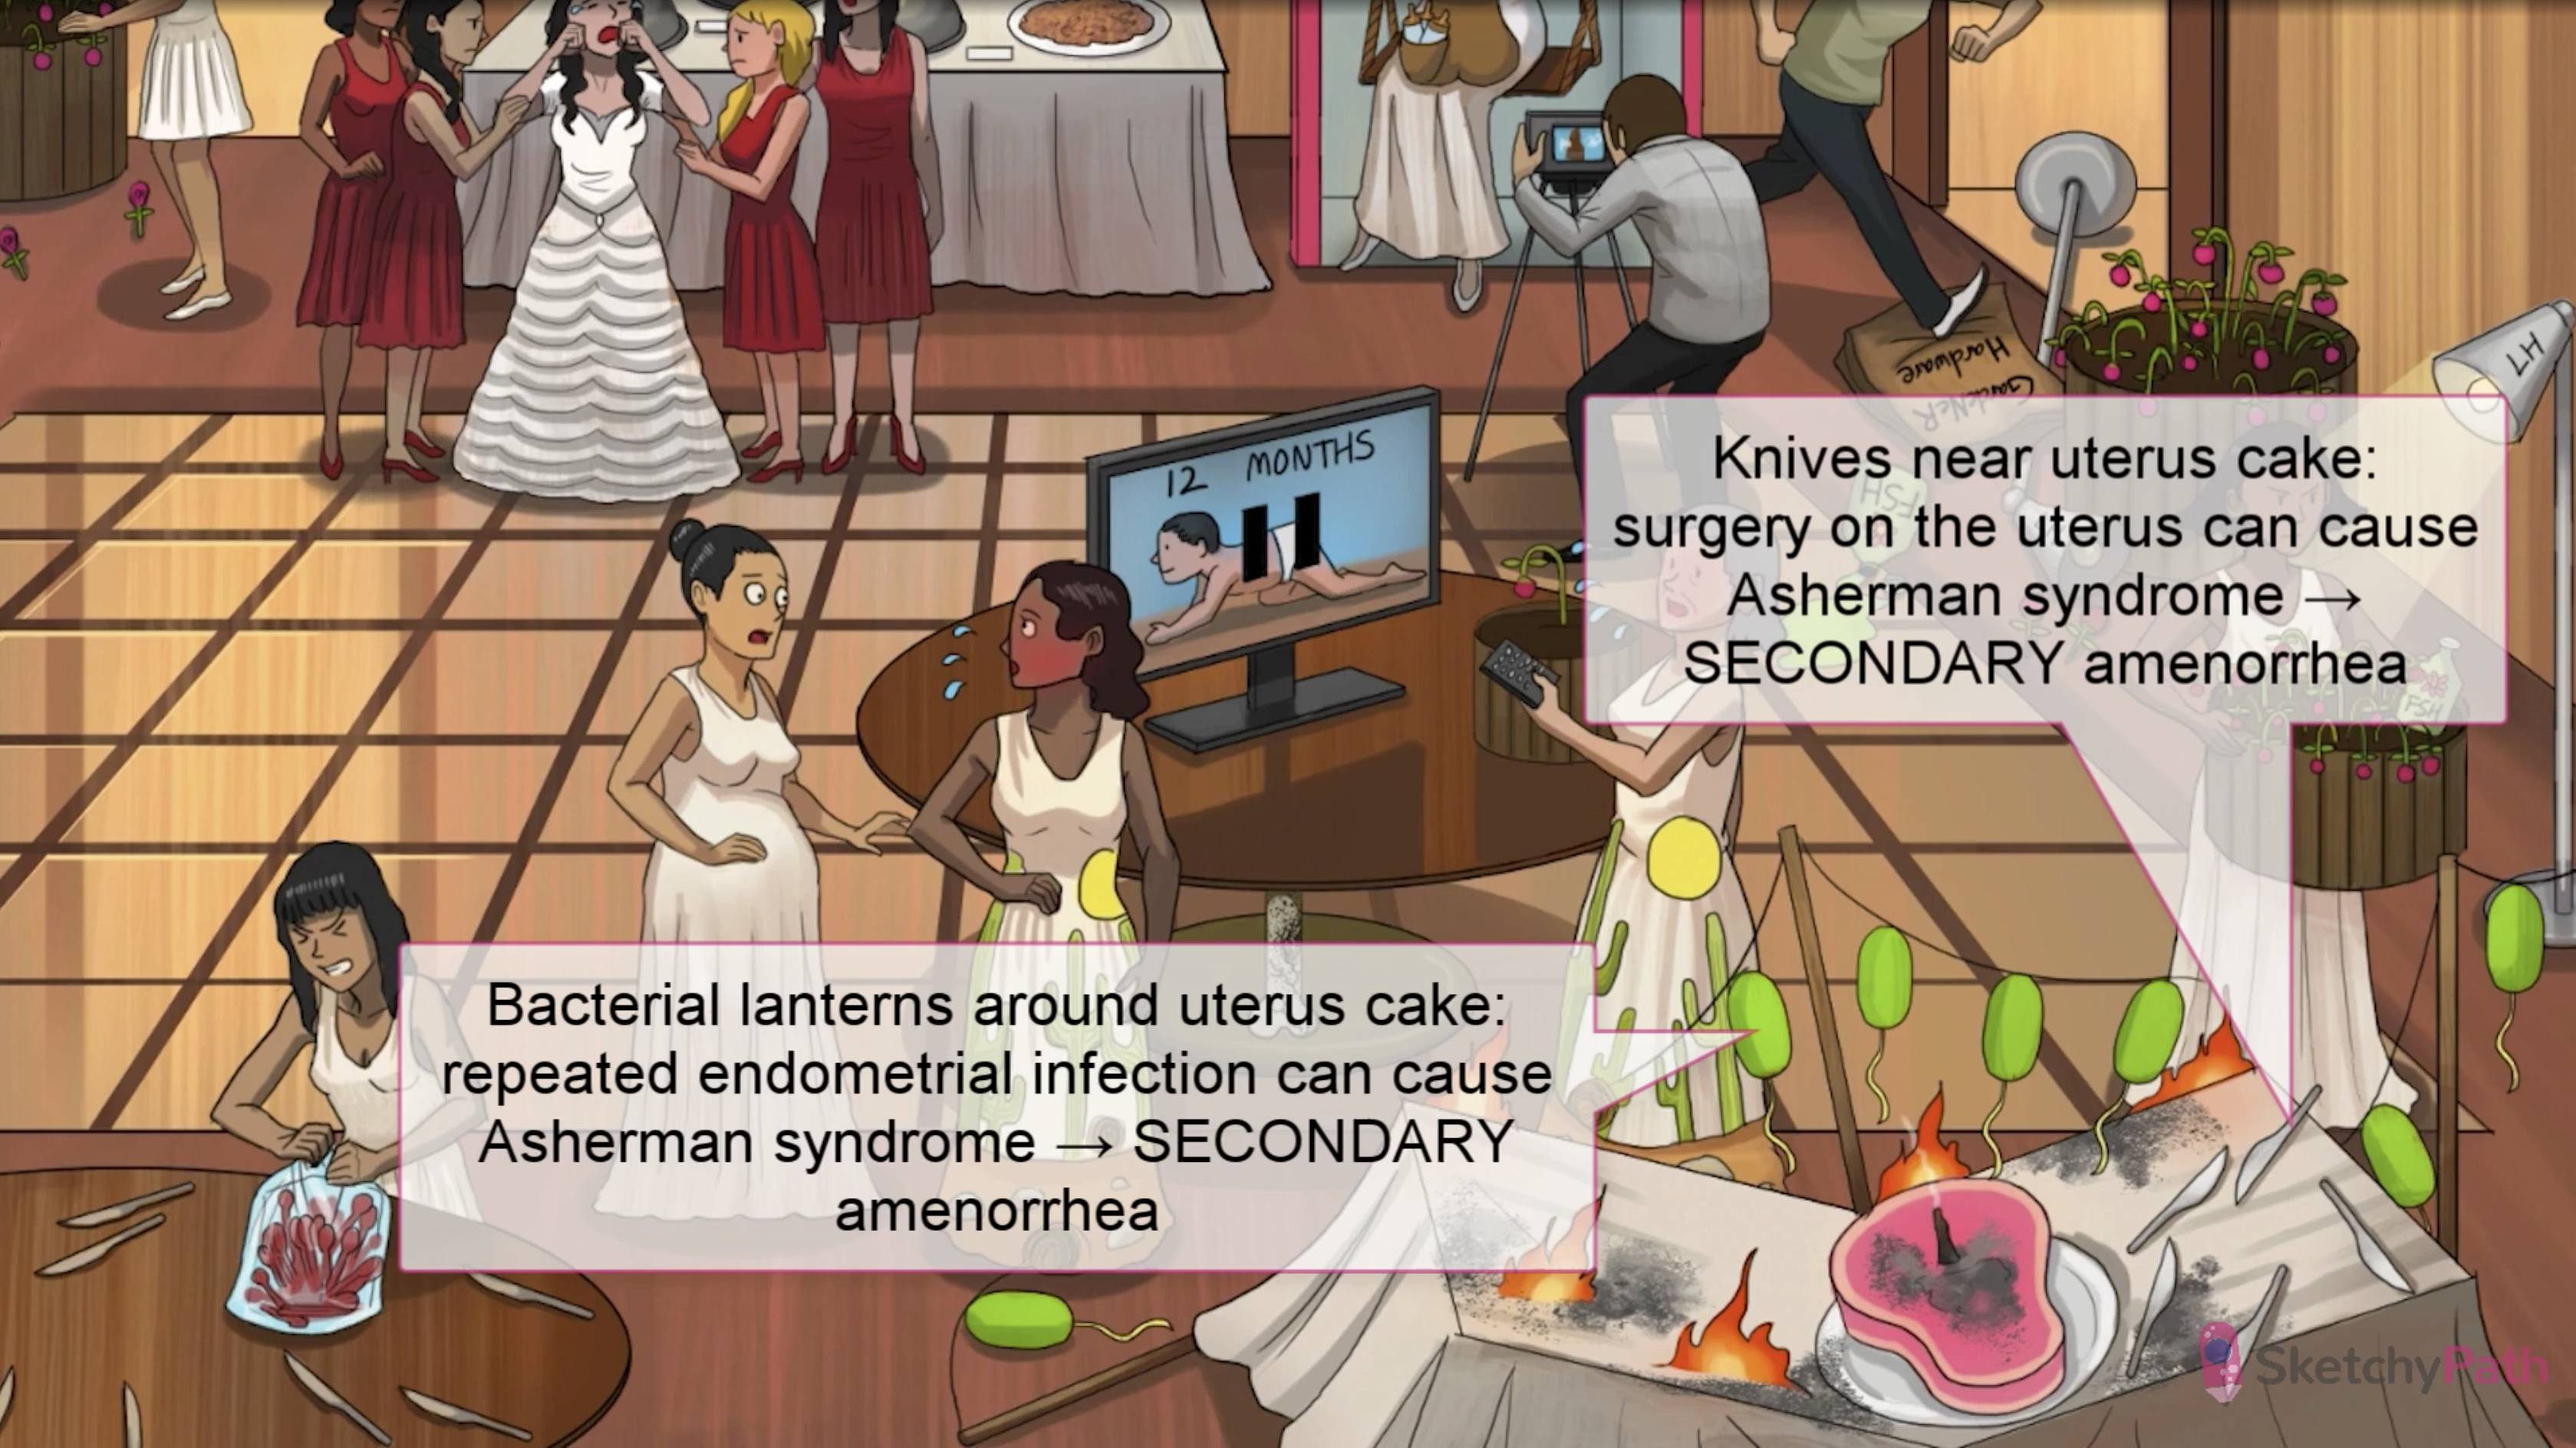 12 MONTHS
Hardware
GardeNeR
LH
FSH
Knives near uterus cake:
surgery on the uterus can cause
Asherman syndrome →
SECONDARY amenorrhea
FSH
Bacterial lanterns around uterus cake:
repeated endometrial infection can cause
Asherman syndrome → SECONDARY
amenorrhea
SketchyPath